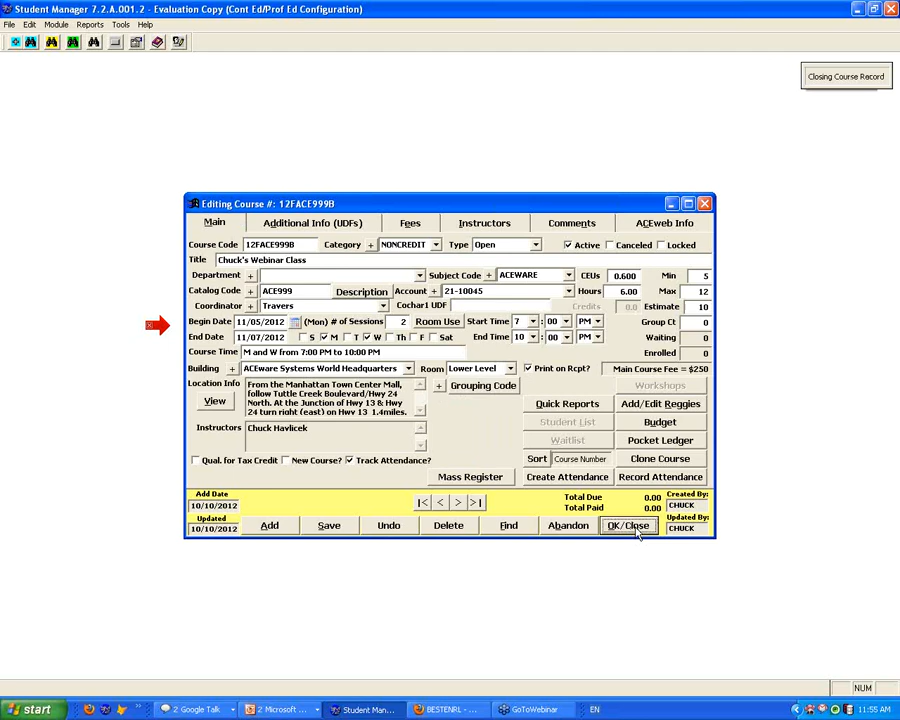 Student Manager 7.2.A.001.2 - Evaluation Copy (Cont Ed/Prof Ed Configuration)
File Edit Module Reports Tools Help
Closing Course Record
Editing Course #: 12FACE999B
Main Additional Info (UDFs) Fees Instructors Comments ACEweb Info
Course Code 12FACE999B Category + NONCREDIT Type Open Active Canceled Locked
Title Chuck's Webinar Class
Department + Subject Code + ACEWARE CEUs 0.600 Min 5
Catalog Code + ACE999 Description Account + 21-10045 Hours 6.00 Max 12
Coordinator + Travers Cochar1 UDF Credits 0.0 Estimate 10
Begin Date 11/05/2012 (Mon) # of Sessions 2 Room Use Start Time 7 : 00 PM Group Ct 0
End Date 11/07/2012 S M T W Th F Sat End Time 10 : 00 PM Waiting 0
Course Time M and W from 7:00 PM to 10:00 PM Enrolled 0
Building + ACEware Systems World Headquarters Room Lower Level Print on Rcpt? Main Course Fee = $250
Location Info From the Manhattan Town Center Mall, + Grouping Code Workshops
View follow Tuttle Creek Boulevard/Hwy 24
North. At the Junction of Hwy 13 & Hwy Quick Reports Add/Edit Reggies
24 turn right (east) on Hwy 13 1.4miles.
Instructors Chuck Havlicek Student List Budget
Waitlist Pocket Ledger
Qual. for Tax Credit New Course? Track Attendance? Sort Course Number Clone Course
Mass Register Create Attendance Record Attendance
Add Date Total Due 0.00 Created By:
10/10/2012 |< < > >| Total Paid 0.00 CHUCK
Updated Updated By:
10/10/2012 Add Save Undo Delete Find Abandon OK/Close CHUCK
NUM
start 2 Google Talk 2 Microsoft ... Student Man... BESTENRL - ... GoToWebinar EN 11:55 AM